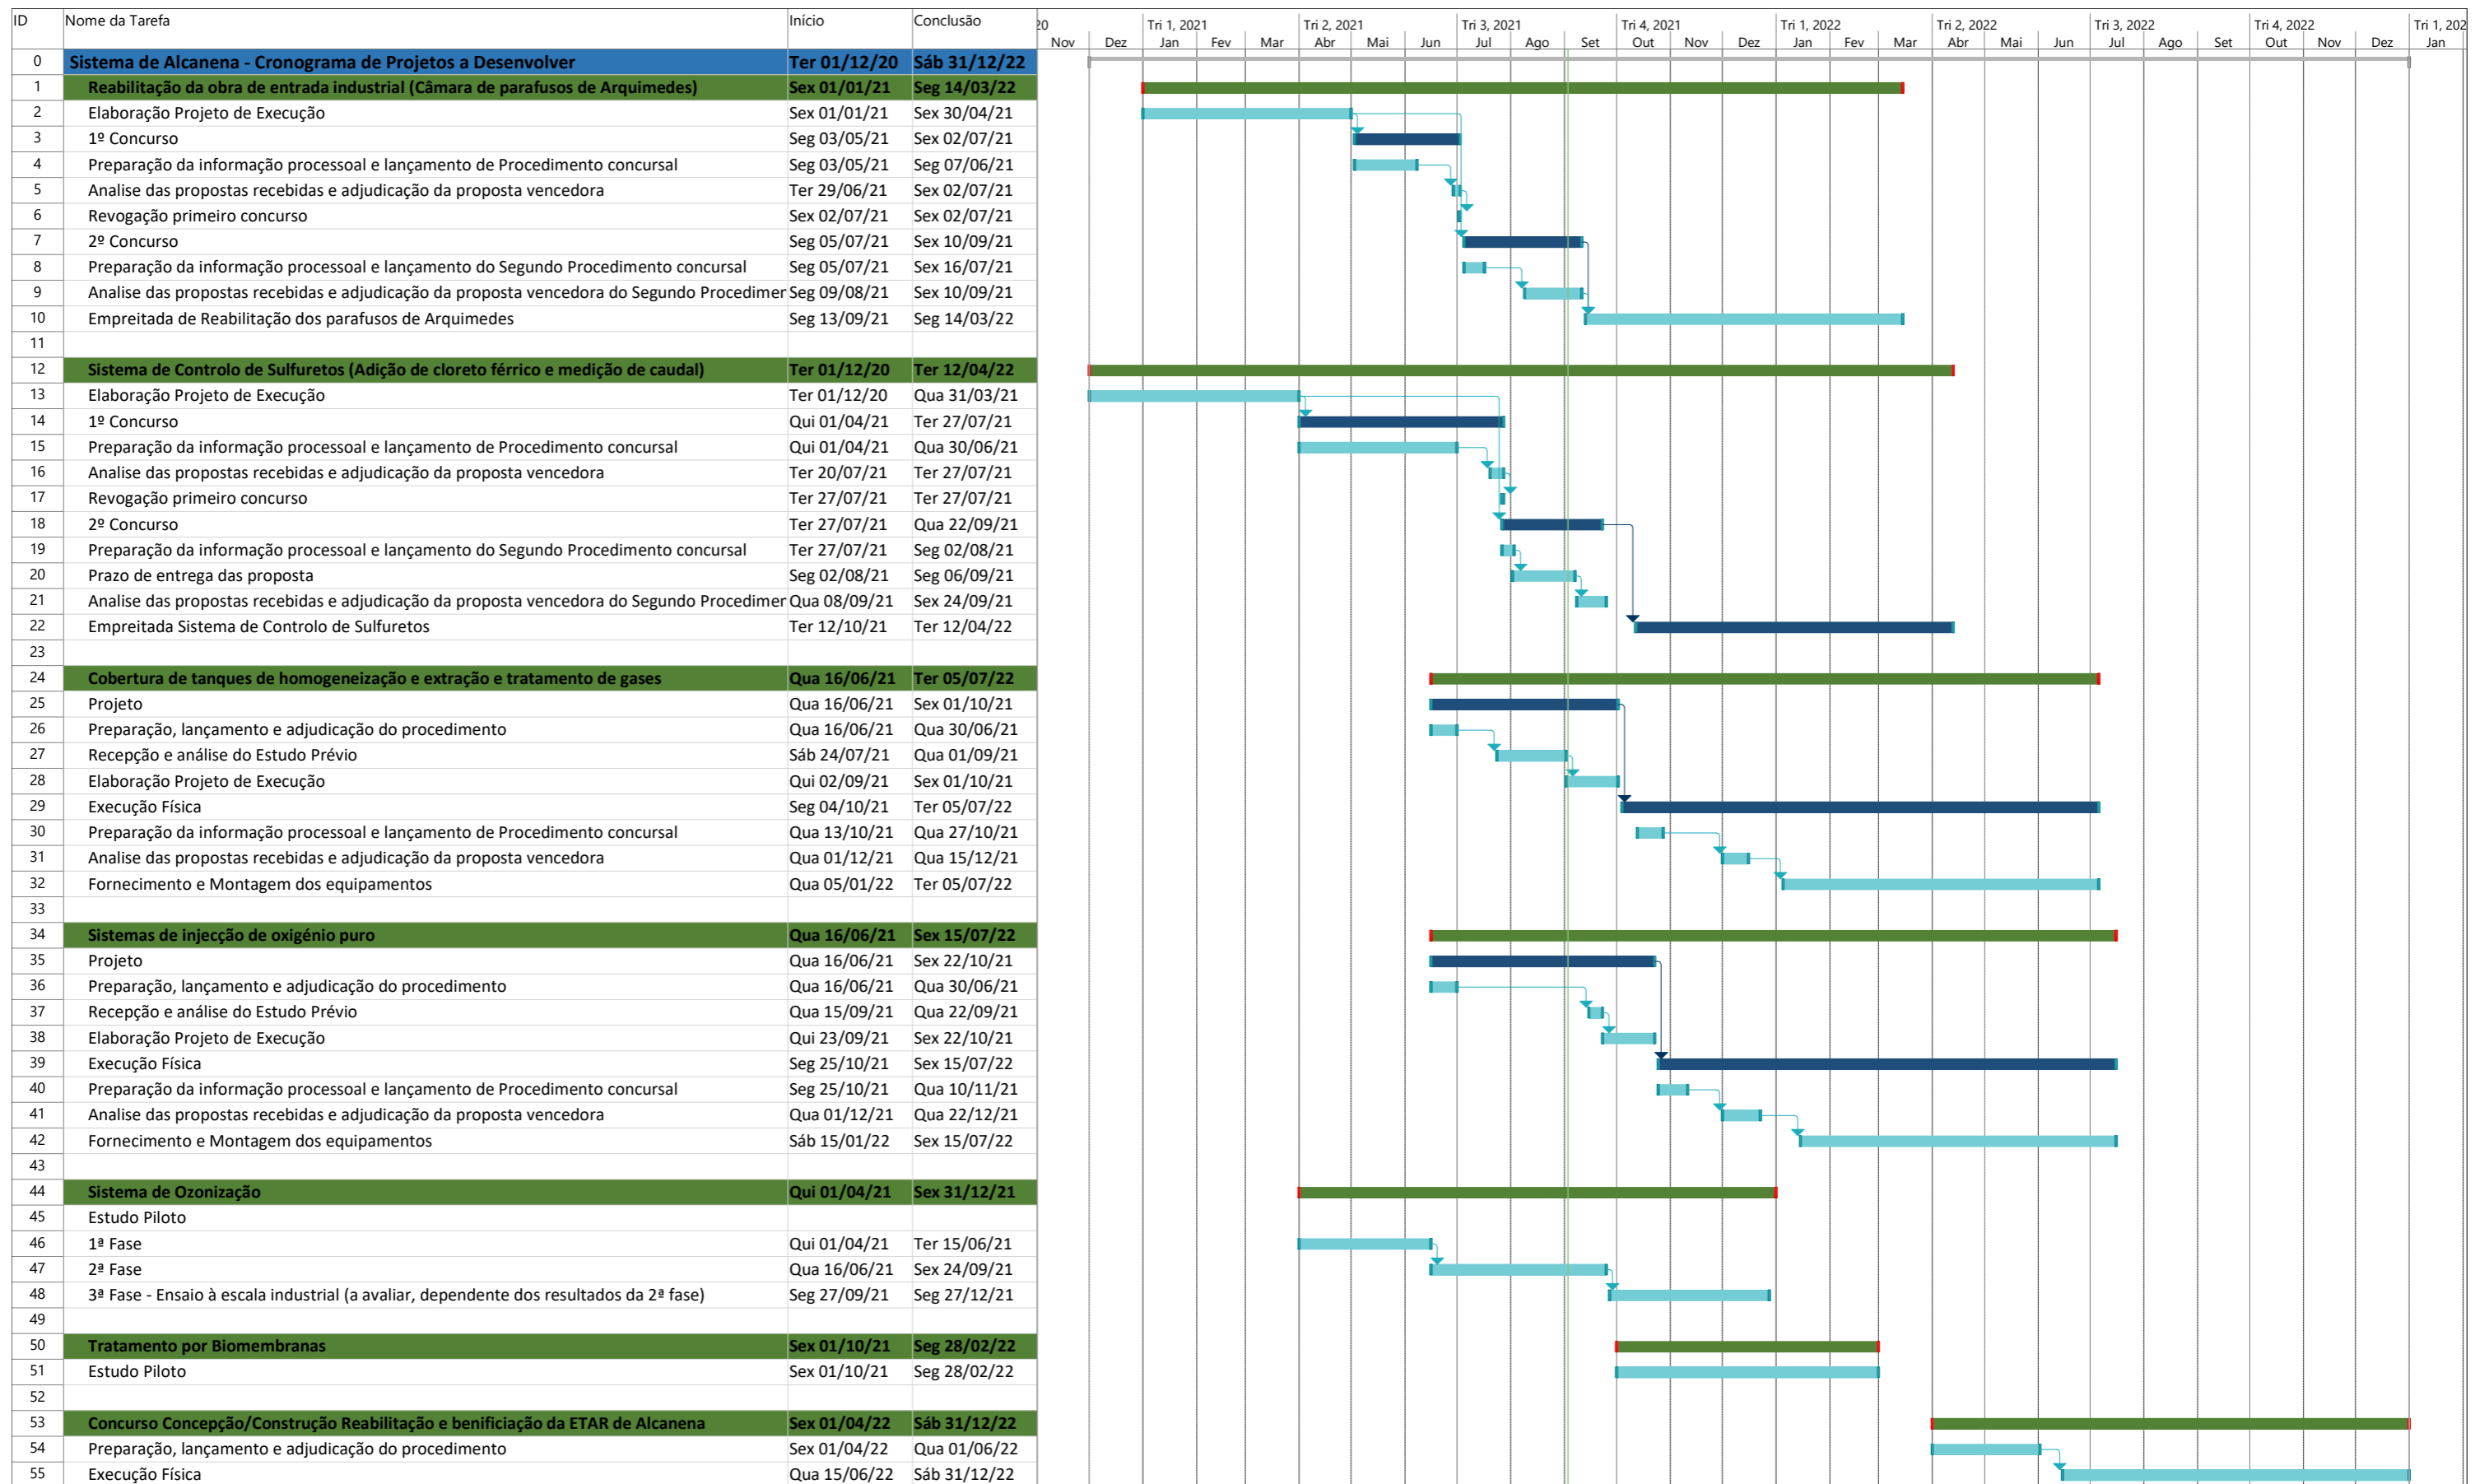 ID Nome da Tarefa Início Conclusão
20 Tri 1, 2021 Tri 2, 2021 Tri 3, 2021 Tri 4, 2021 Tri 1, 2022 Tri 2, 2022 Tri 3, 2022 Tri 4, 2022 Tri 1, 202
Nov Dez Jan Fev Mar Abr Mai Jun Jul Ago Set Out Nov Dez Jan Fev Mar Abr Mai Jun Jul Ago Set Out Nov Dez Jan
0 Sistema de Alcanena - Cronograma de Projetos a Desenvolver Ter 01/12/20 Sáb 31/12/22
1 Reabilitação da obra de entrada industrial (Câmara de parafusos de Arquimedes) Sex 01/01/21 Seg 14/03/22
2 Elaboração Projeto de Execução Sex 01/01/21 Sex 30/04/21
3 1º Concurso Seg 03/05/21 Sex 02/07/21
4 Preparação da informação processoal e lançamento de Procedimento concursal Seg 03/05/21 Seg 07/06/21
5 Analise das propostas recebidas e adjudicação da proposta vencedora Ter 29/06/21 Sex 02/07/21
6 Revogação primeiro concurso Sex 02/07/21 Sex 02/07/21
7 2º Concurso Seg 05/07/21 Sex 10/09/21
8 Preparação da informação processoal e lançamento do Segundo Procedimento concursal Seg 05/07/21 Sex 16/07/21
9 Analise das propostas recebidas e adjudicação da proposta vencedora do Segundo Procedimen Seg 09/08/21 Sex 10/09/21
10 Empreitada de Reabilitação dos parafusos de Arquimedes Seg 13/09/21 Seg 14/03/22
11
12 Sistema de Controlo de Sulfuretos (Adição de cloreto férrico e medição de caudal) Ter 01/12/20 Ter 12/04/22
13 Elaboração Projeto de Execução Ter 01/12/20 Qua 31/03/21
14 1º Concurso Qui 01/04/21 Ter 27/07/21
15 Preparação da informação processoal e lançamento de Procedimento concursal Qui 01/04/21 Qua 30/06/21
16 Analise das propostas recebidas e adjudicação da proposta vencedora Ter 20/07/21 Ter 27/07/21
17 Revogação primeiro concurso Ter 27/07/21 Ter 27/07/21
18 2º Concurso Ter 27/07/21 Qua 22/09/21
19 Preparação da informação processoal e lançamento do Segundo Procedimento concursal Ter 27/07/21 Seg 02/08/21
20 Prazo de entrega das proposta Seg 02/08/21 Seg 06/09/21
21 Analise das propostas recebidas e adjudicação da proposta vencedora do Segundo Procedimen Qua 08/09/21 Sex 24/09/21
22 Empreitada Sistema de Controlo de Sulfuretos Ter 12/10/21 Ter 12/04/22
23
24 Cobertura de tanques de homogeneização e extração e tratamento de gases Qua 16/06/21 Ter 05/07/22
25 Projeto Qua 16/06/21 Sex 01/10/21
26 Preparação, lançamento e adjudicação do procedimento Qua 16/06/21 Qua 30/06/21
27 Recepção e análise do Estudo Prévio Sáb 24/07/21 Qua 01/09/21
28 Elaboração Projeto de Execução Qui 02/09/21 Sex 01/10/21
29 Execução Física Seg 04/10/21 Ter 05/07/22
30 Preparação da informação processoal e lançamento de Procedimento concursal Qua 13/10/21 Qua 27/10/21
31 Analise das propostas recebidas e adjudicação da proposta vencedora Qua 01/12/21 Qua 15/12/21
32 Fornecimento e Montagem dos equipamentos Qua 05/01/22 Ter 05/07/22
33
34 Sistemas de injecção de oxigénio puro Qua 16/06/21 Sex 15/07/22
35 Projeto Qua 16/06/21 Sex 22/10/21
36 Preparação, lançamento e adjudicação do procedimento Qua 16/06/21 Qua 30/06/21
37 Recepção e análise do Estudo Prévio Qua 15/09/21 Qua 22/09/21
38 Elaboração Projeto de Execução Qui 23/09/21 Sex 22/10/21
39 Execução Física Seg 25/10/21 Sex 15/07/22
40 Preparação da informação processoal e lançamento de Procedimento concursal Seg 25/10/21 Qua 10/11/21
41 Analise das propostas recebidas e adjudicação da proposta vencedora Qua 01/12/21 Qua 22/12/21
42 Fornecimento e Montagem dos equipamentos Sáb 15/01/22 Sex 15/07/22
43
44 Sistema de Ozonização Qui 01/04/21 Sex 31/12/21
45 Estudo Piloto
46 1ª Fase Qui 01/04/21 Ter 15/06/21
47 2ª Fase Qua 16/06/21 Sex 24/09/21
48 3ª Fase - Ensaio à escala industrial (a avaliar, dependente dos resultados da 2ª fase) Seg 27/09/21 Seg 27/12/21
49
50 Tratamento por Biomembranas Sex 01/10/21 Seg 28/02/22
51 Estudo Piloto Sex 01/10/21 Seg 28/02/22
52
53 Concurso Concepção/Construção Reabilitação e benificiação da ETAR de Alcanena Sex 01/04/22 Sáb 31/12/22
54 Preparação, lançamento e adjudicação do procedimento Sex 01/04/22 Qua 01/06/22
55 Execução Física Qua 15/06/22 Sáb 31/12/22